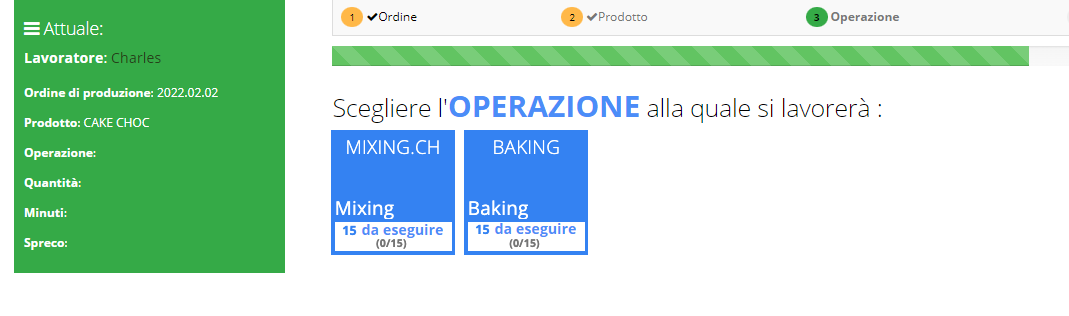 Attuale:
Lavoratore: Charles
Ordine di produzione: 2022.02.02
Prodotto: CAKE CHOC
Operazione:
Quantità:
Minuti:
Spreco:
1 Ordine
2 Prodotto
3 Operazione
Scegliere l'OPERAZIONE alla quale si lavorerà :
MIXING.CH
Mixing
15 da eseguire
(0/15)
BAKING
Baking
15 da eseguire
(0/15)